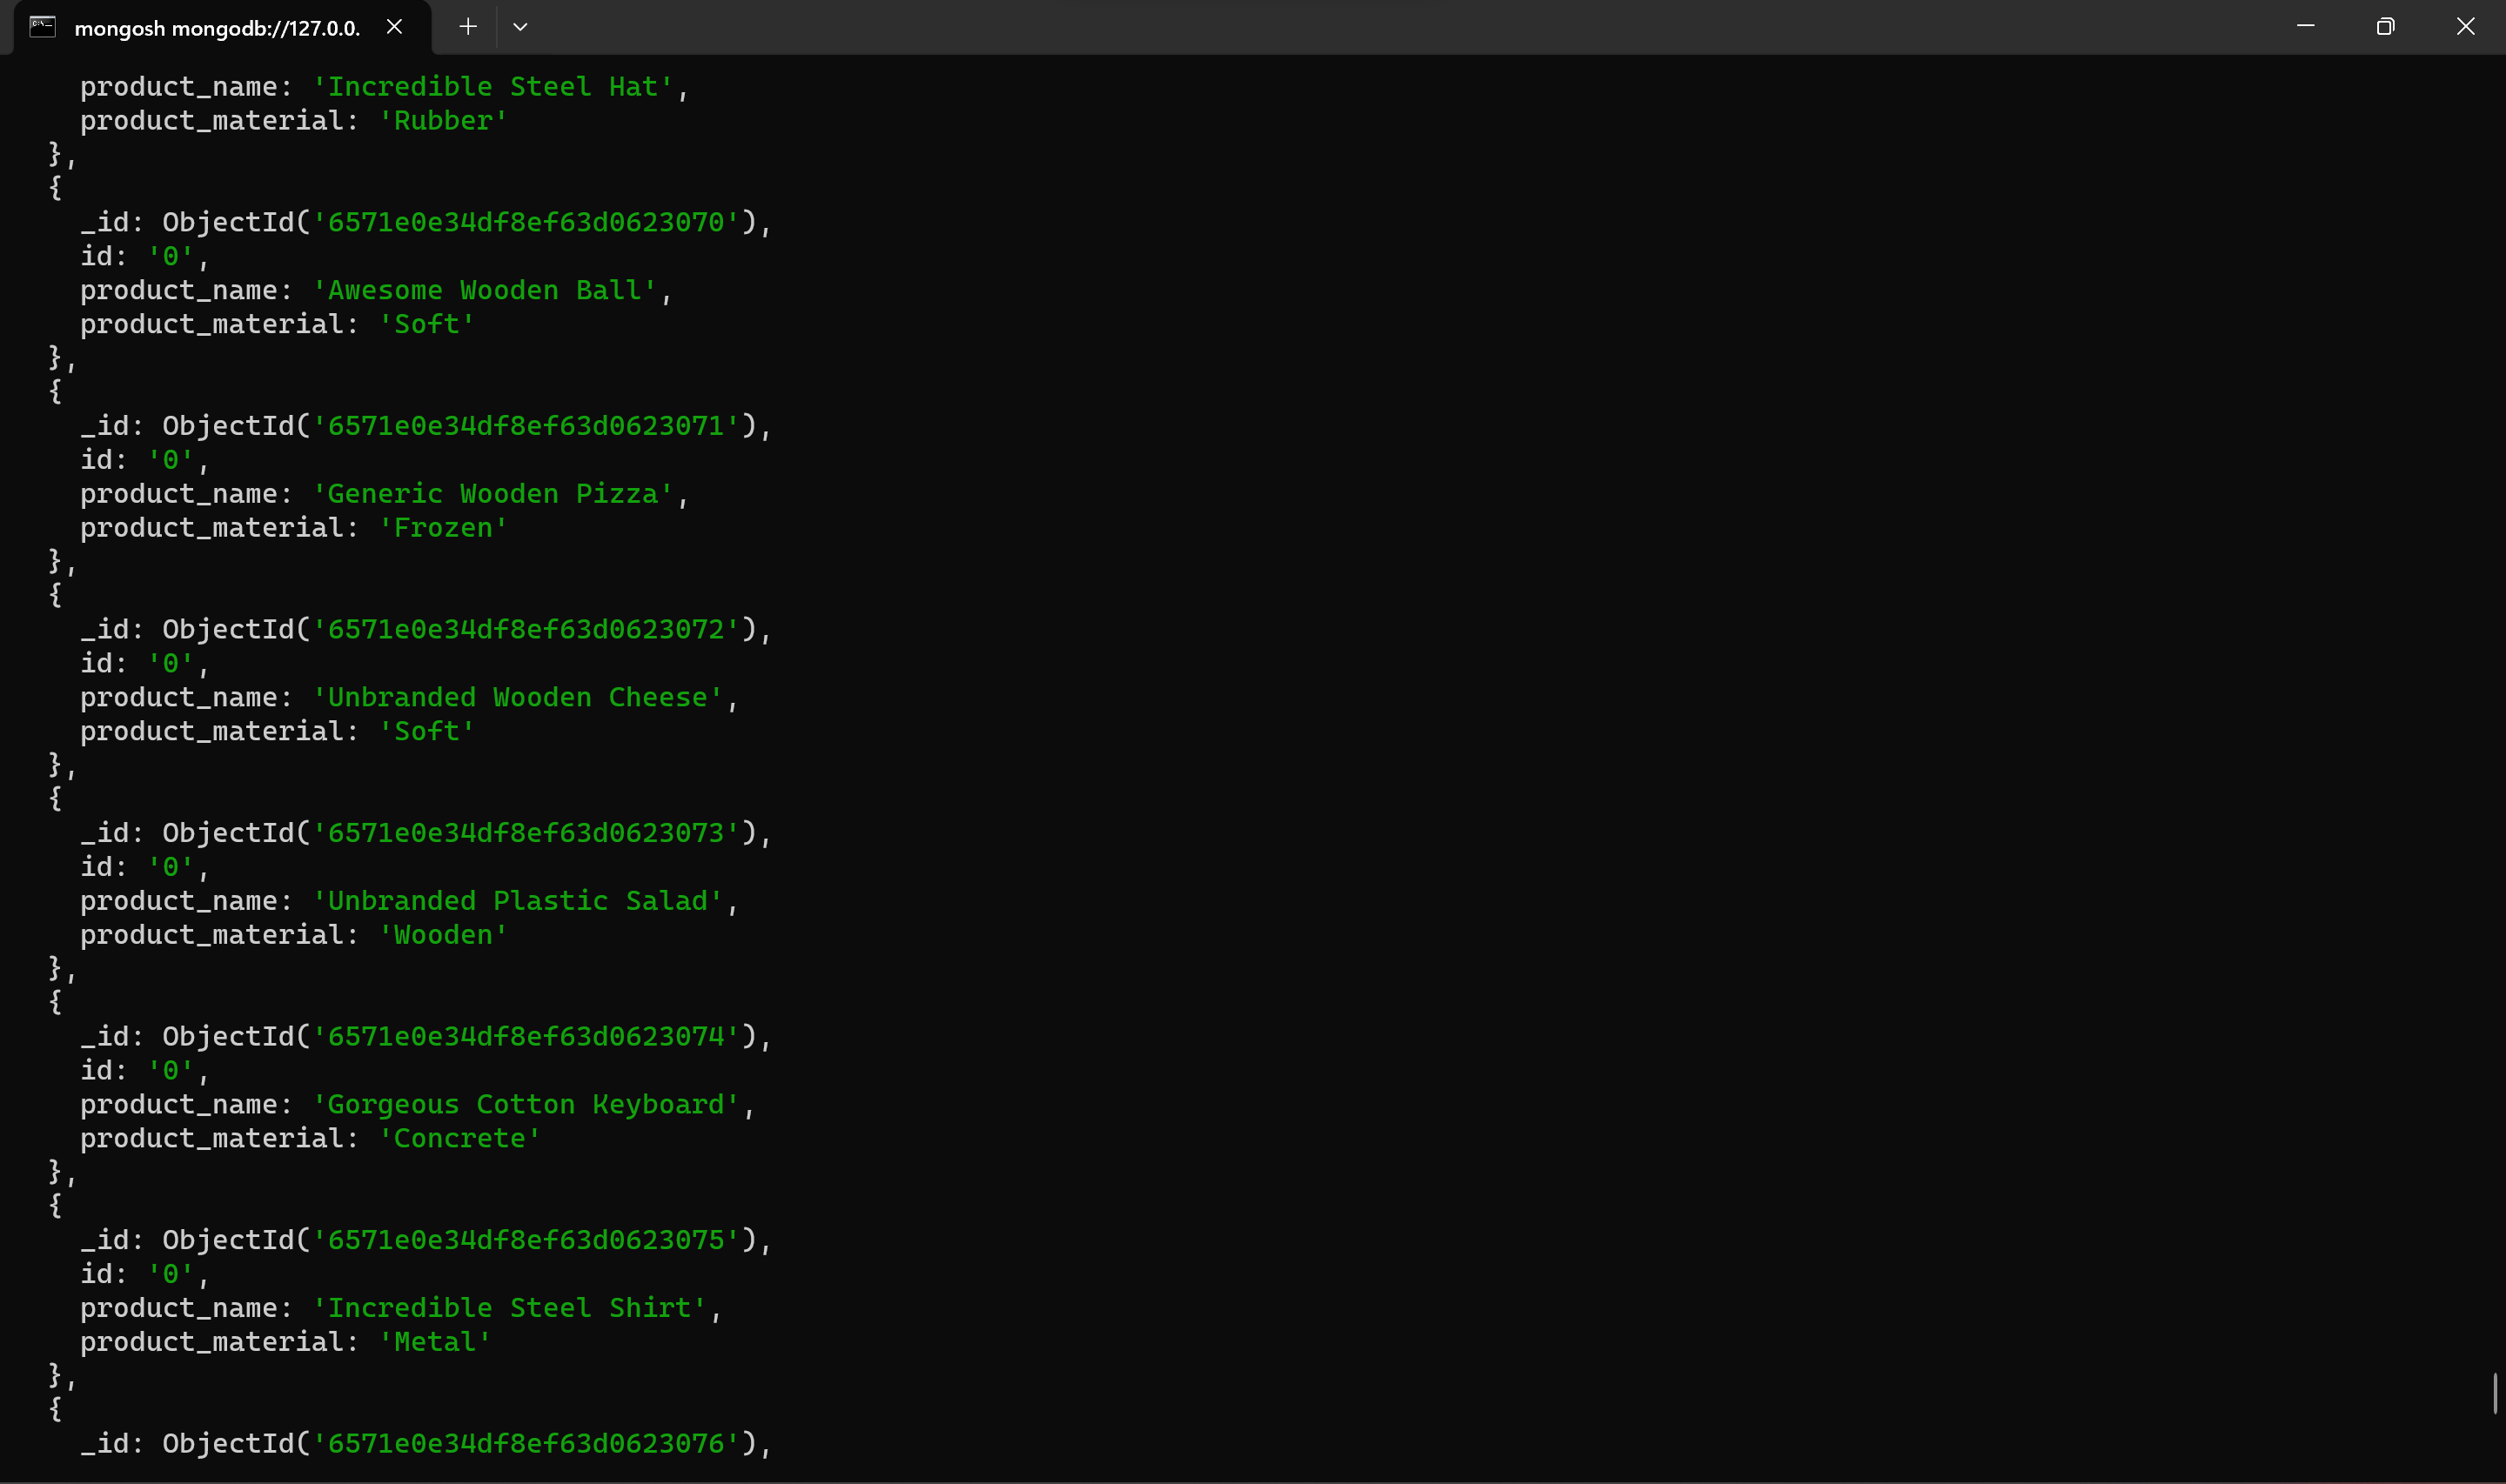 mongosh mongodb://127.0.0.
product_name: 'Incredible Steel Hat',
product_material: 'Rubber'
},
{
_id: ObjectId('6571e0e34df8ef63d0623070'),
id: '0',
product_name: 'Awesome Wooden Ball',
product_material: 'Soft'
},
{
_id: ObjectId('6571e0e34df8ef63d0623071'),
id: '0',
product_name: 'Generic Wooden Pizza',
product_material: 'Frozen'
},
{
_id: ObjectId('6571e0e34df8ef63d0623072'),
id: '0',
product_name: 'Unbranded Wooden Cheese',
product_material: 'Soft'
},
{
_id: ObjectId('6571e0e34df8ef63d0623073'),
id: '0',
product_name: 'Unbranded Plastic Salad',
product_material: 'Wooden'
},
{
_id: ObjectId('6571e0e34df8ef63d0623074'),
id: '0',
product_name: 'Gorgeous Cotton Keyboard',
product_material: 'Concrete'
},
{
_id: ObjectId('6571e0e34df8ef63d0623075'),
id: '0',
product_name: 'Incredible Steel Shirt',
product_material: 'Metal'
},
{
_id: ObjectId('6571e0e34df8ef63d0623076'),